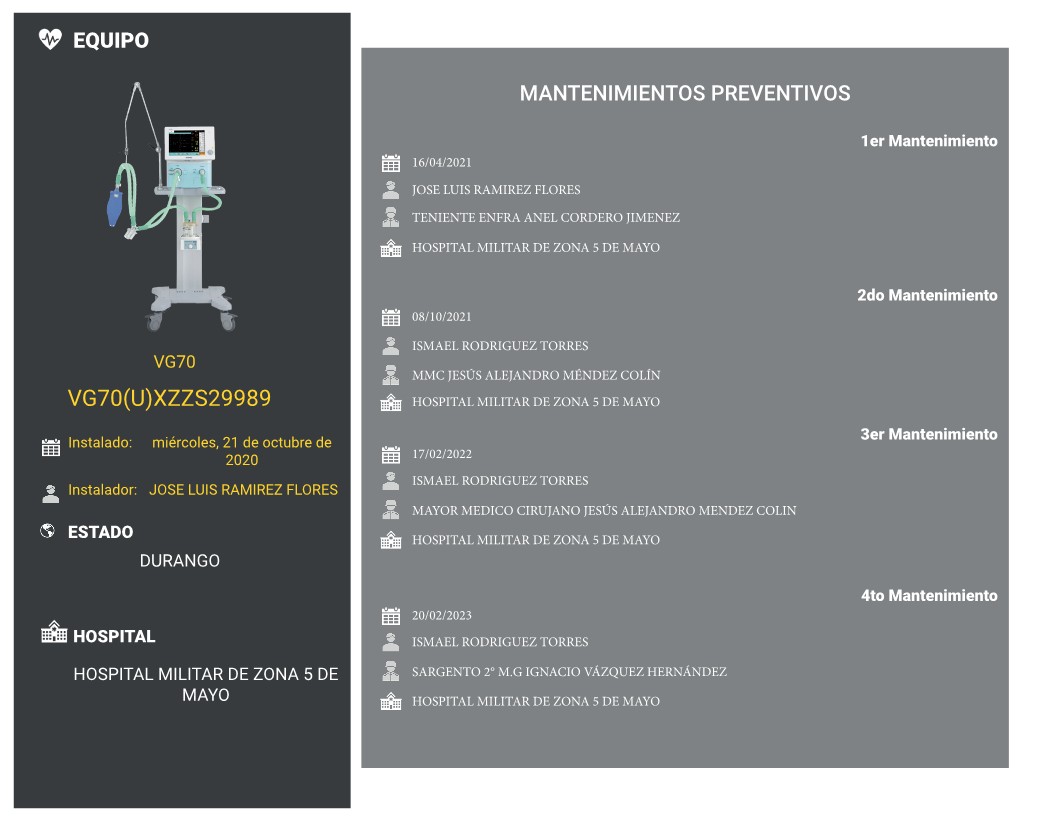 EQUIPO
VG70
VG70(U)XZZS29989
Instalado: miércoles, 21 de octubre de
2020
Instalador: JOSE LUIS RAMIREZ FLORES
ESTADO
DURANGO
HOSPITAL
HOSPITAL MILITAR DE ZONA 5 DE
MAYO
MANTENIMIENTOS PREVENTIVOS
1er Mantenimiento
16/04/2021
JOSE LUIS RAMIREZ FLORES
TENIENTE ENFRA ANEL CORDERO JIMENEZ
HOSPITAL MILITAR DE ZONA 5 DE MAYO
2do Mantenimiento
08/10/2021
ISMAEL RODRIGUEZ TORRES
MMC JESÚS ALEJANDRO MÉNDEZ COLÍN
HOSPITAL MILITAR DE ZONA 5 DE MAYO
3er Mantenimiento
17/02/2022
ISMAEL RODRIGUEZ TORRES
MAYOR MEDICO CIRUJANO JESÚS ALEJANDRO MENDEZ COLIN
HOSPITAL MILITAR DE ZONA 5 DE MAYO
4to Mantenimiento
20/02/2023
ISMAEL RODRIGUEZ TORRES
SARGENTO 2° M.G IGNACIO VÁZQUEZ HERNÁNDEZ
HOSPITAL MILITAR DE ZONA 5 DE MAYO